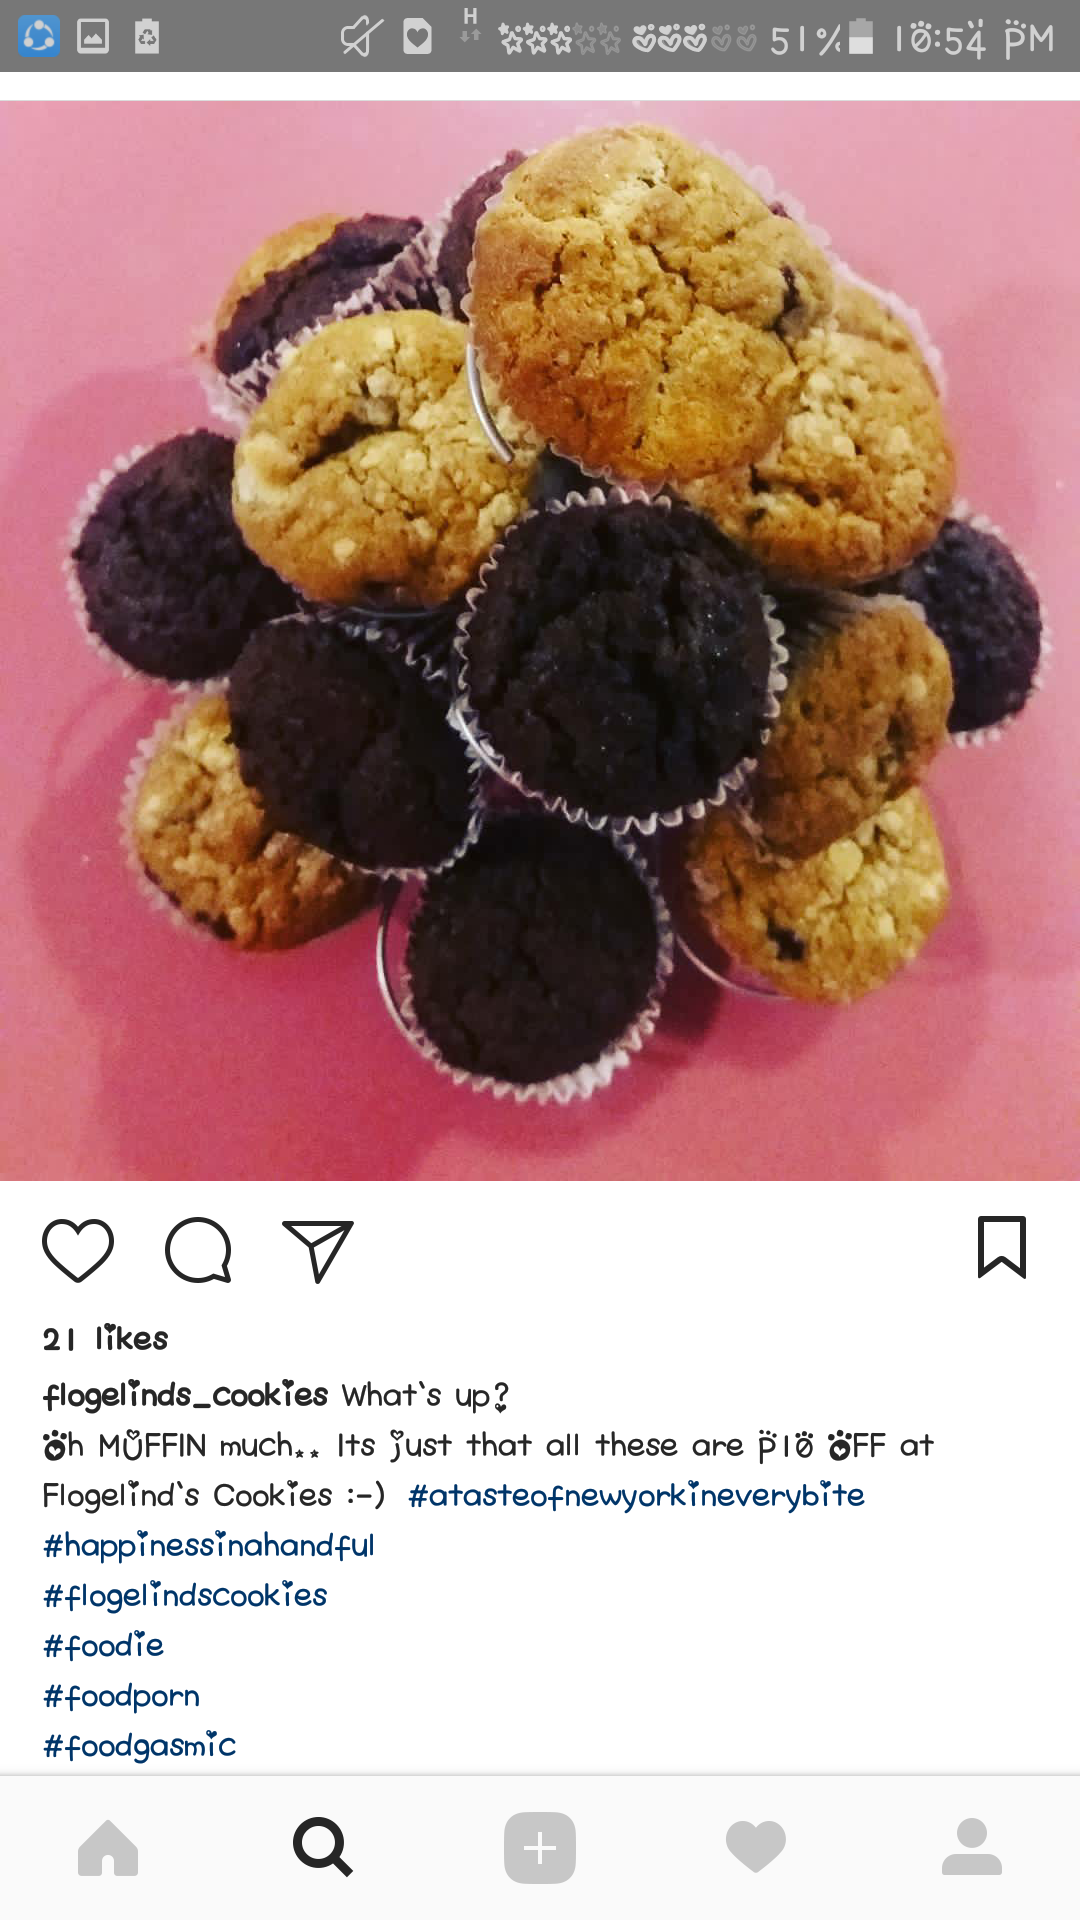 H
51% 10:54 PM
21 likes
flogelinds_cookies What's up?
Oh MUFFIN much.. Its just that all these are P10 OFF at
Flogelind's Cookies :-) #atasteofnewyorkineverybite
#happinessinahandful
#flogelindscookies
#foodie
#foodporn
#foodgasmic